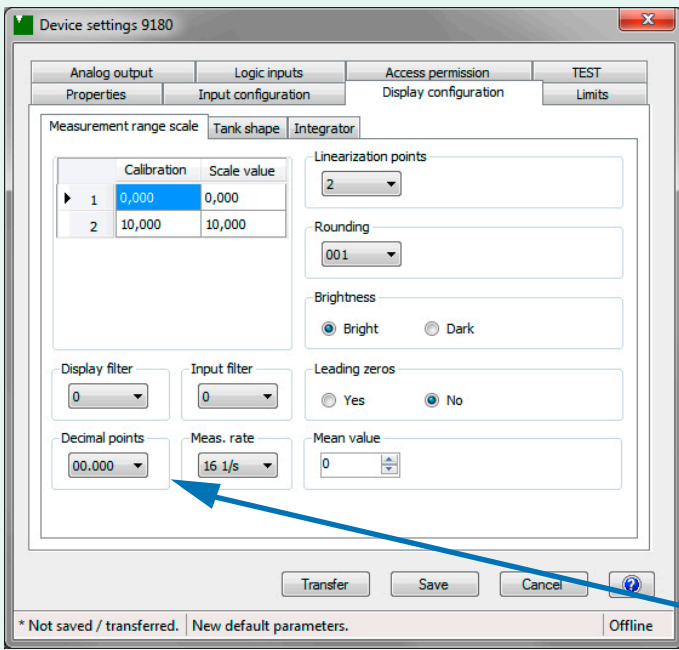 Device settings 9180
Analog output Logic inputs Access permission TEST
Properties Input configuration Display configuration Limits
Measurement range scale Tank shape Integrator
Calibration Scale value
1 0,000 0,000
2 10,000 10,000
Linearization points
2
Rounding
001
Brightness
Bright Dark
Display filter Input filter Leading zeros
0 0 Yes No
Decimal points Meas. rate Mean value
00.000 16 1/s 0
Transfer Save Cancel ?
* Not saved / transferred. New default parameters. Offline